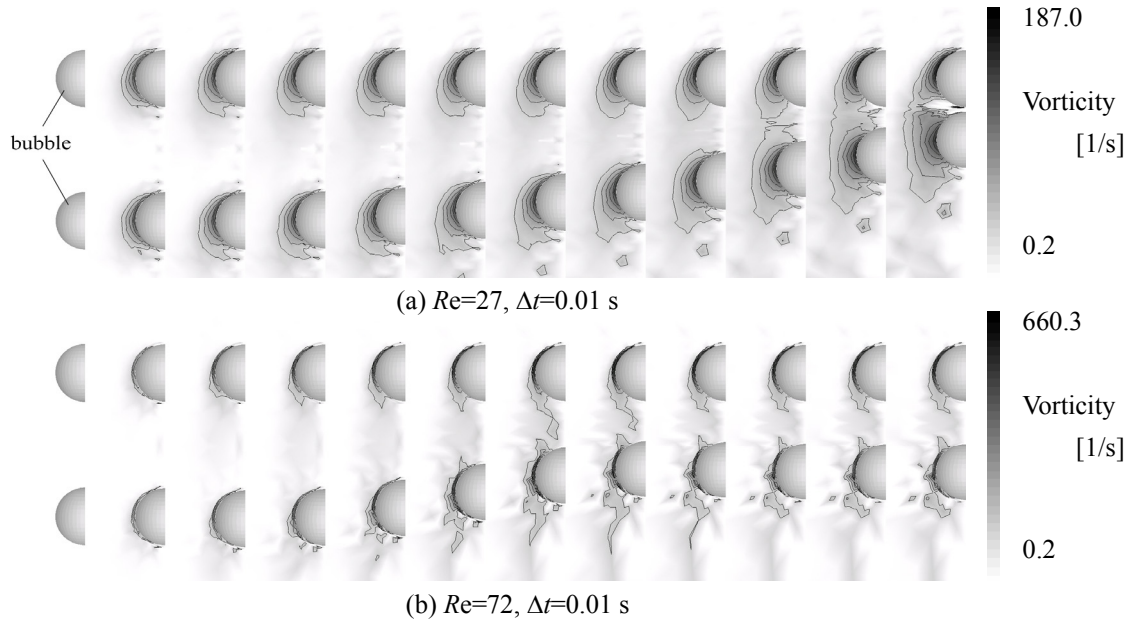 187.0
Vorticity
[1/s]
0.2
bubble
(a) Re=27, Δt=0.01 s
660.3
Vorticity
[1/s]
0.2
(b) Re=72, Δt=0.01 s